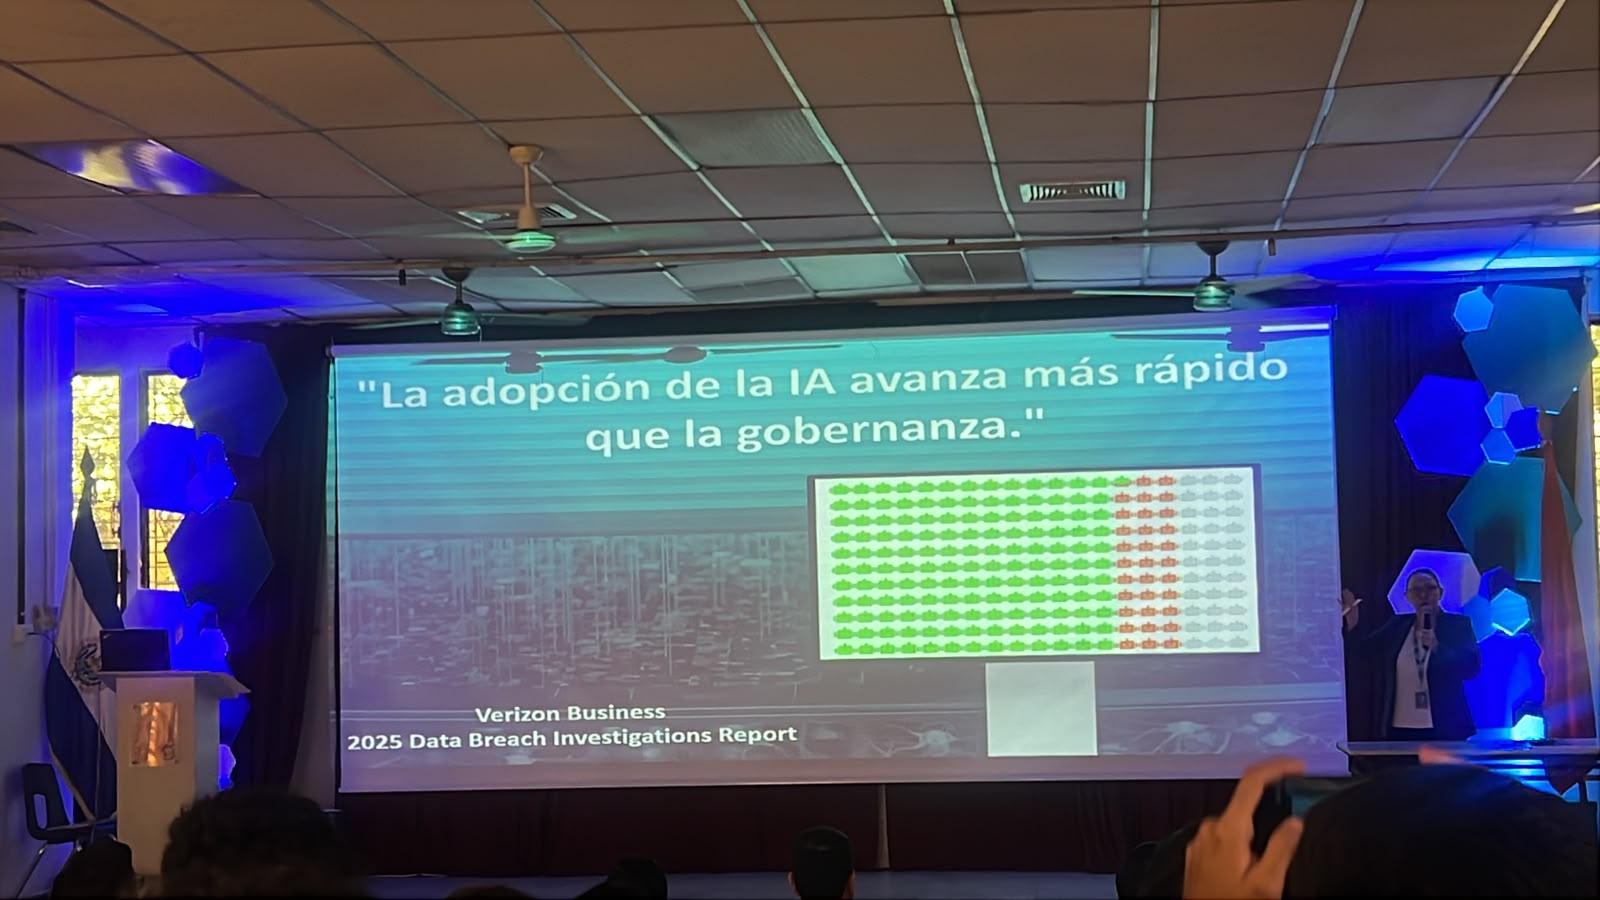 "La adopción de la IA avanza más rápido
que la gobernanza."
Verizon Business
2025 Data Breach Investigations Report